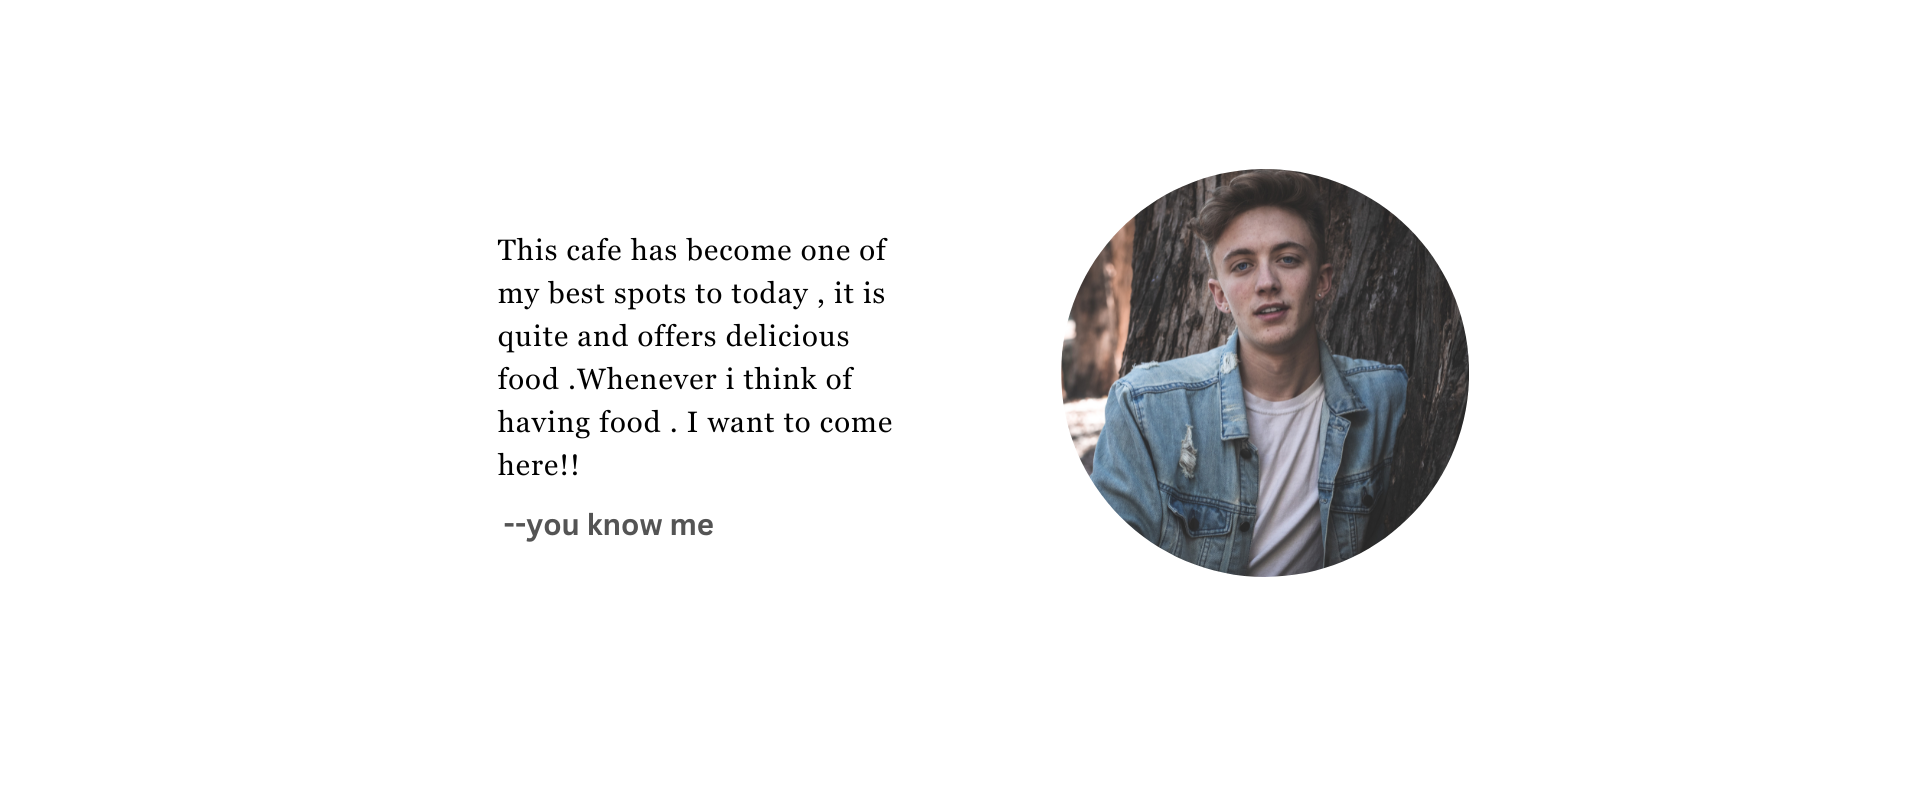 This cafe has become one of
my best spots to today , it is
quite and offers delicious
food .Whenever i think of
having food . I want to come
here!!
--you know me